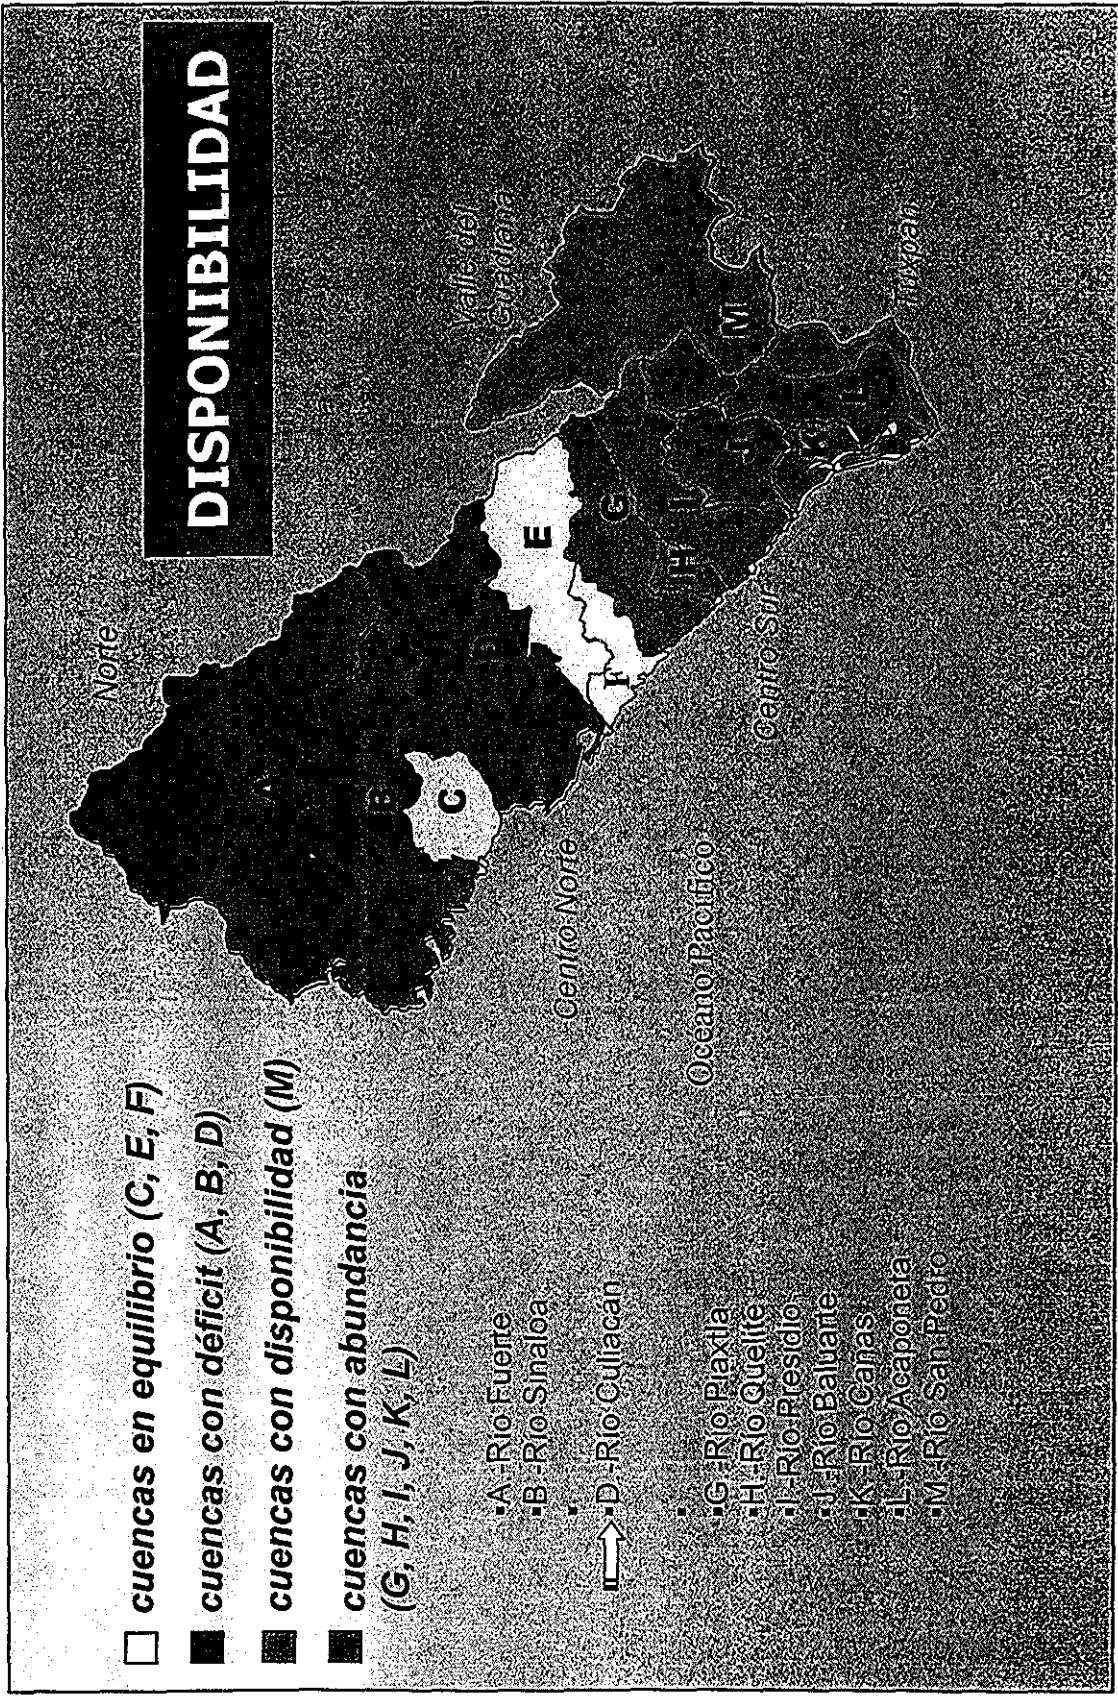 DISPONIBILIDAD
cuencas en equilibrio (C, E, F)
cuencas con déficit (A, B, D)
cuencas con disponibilidad (M)
cuencas con abundancia
(G, H, I, J, K, L)
▪A.-Río Fuerte
▪B.-Río Sinaloa
▪
▪D.-Río Culiacán
▪
▪G.-Río Piaxtla
▪H.-Río Quelite
▪I.-Río Presidio
▪J.-Río Baluarte
▪K.-Río Cañas
▪L.-Río Acaponeta
▪M.-Río San Pedro
Norte
Centro Norte
Océano Pacífico
Centro Sur
Valle del
Guadiana
Tuxpan
B
C
D
E
F
G
H
I
J
K
L
M